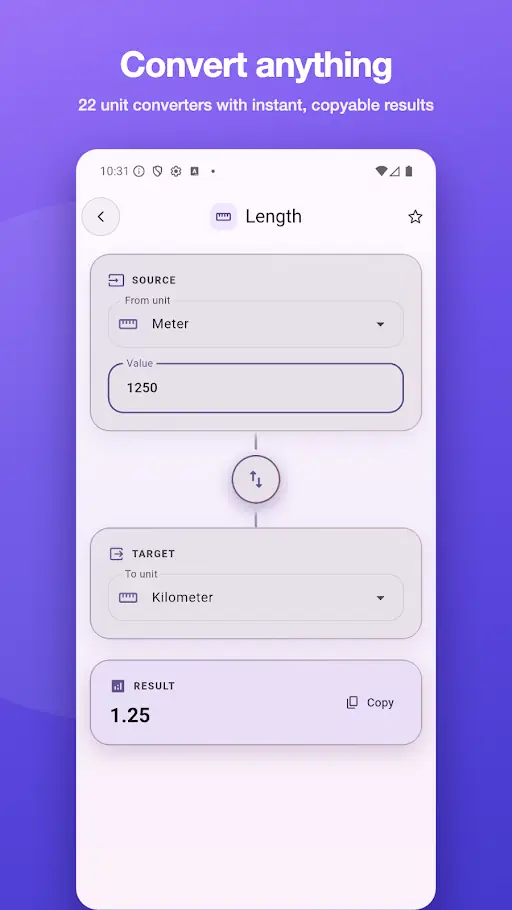 Convert anything
22 unit converters with instant, copyable results
10:31
Length
SOURCE
From unit
Meter
Value
1250
TARGET
To unit
Kilometer
RESULT
1.25
Copy